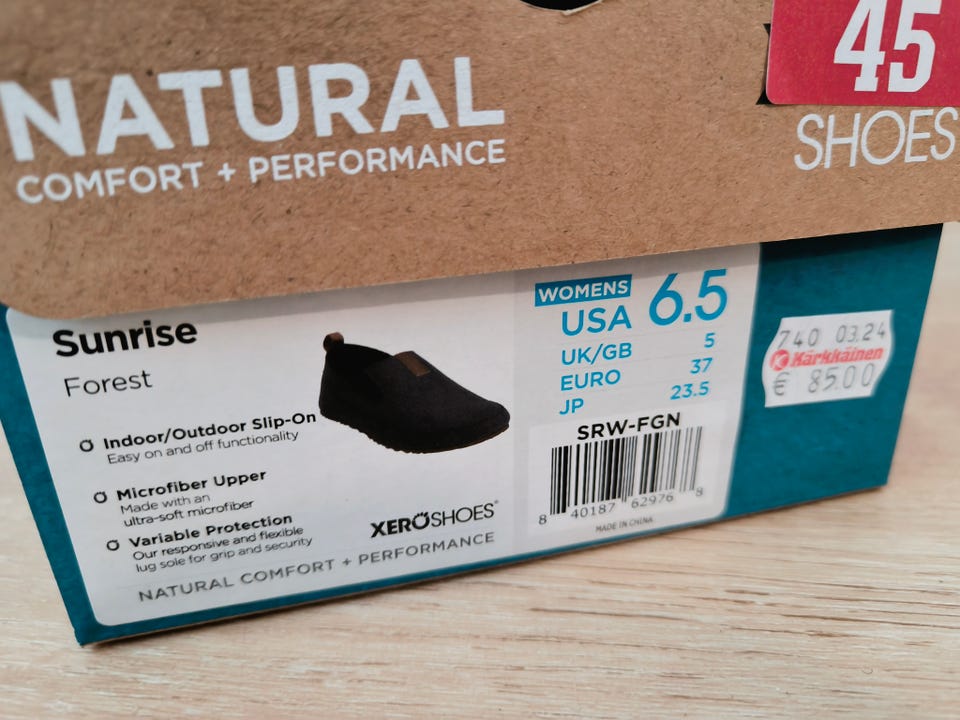 45
NATURAL
COMFORT + PERFORMANCE
SHOES
Sunrise
Forest
Indoor/Outdoor Slip-On
Easy on and off functionality
Microfiber Upper
Made with an
ultra-soft microfiber
Variable Protection
Our responsive and flexible
lug sole for grip and security
XEROSHOES®
NATURAL COMFORT + PERFORMANCE
WOMENS
USA 6.5
UK/GB 5
EURO 37
JP 23.5
SRW-FGN
8 40187 62976 8
MADE IN CHINA
740 03.24
Kärkkäinen
€ 85.00